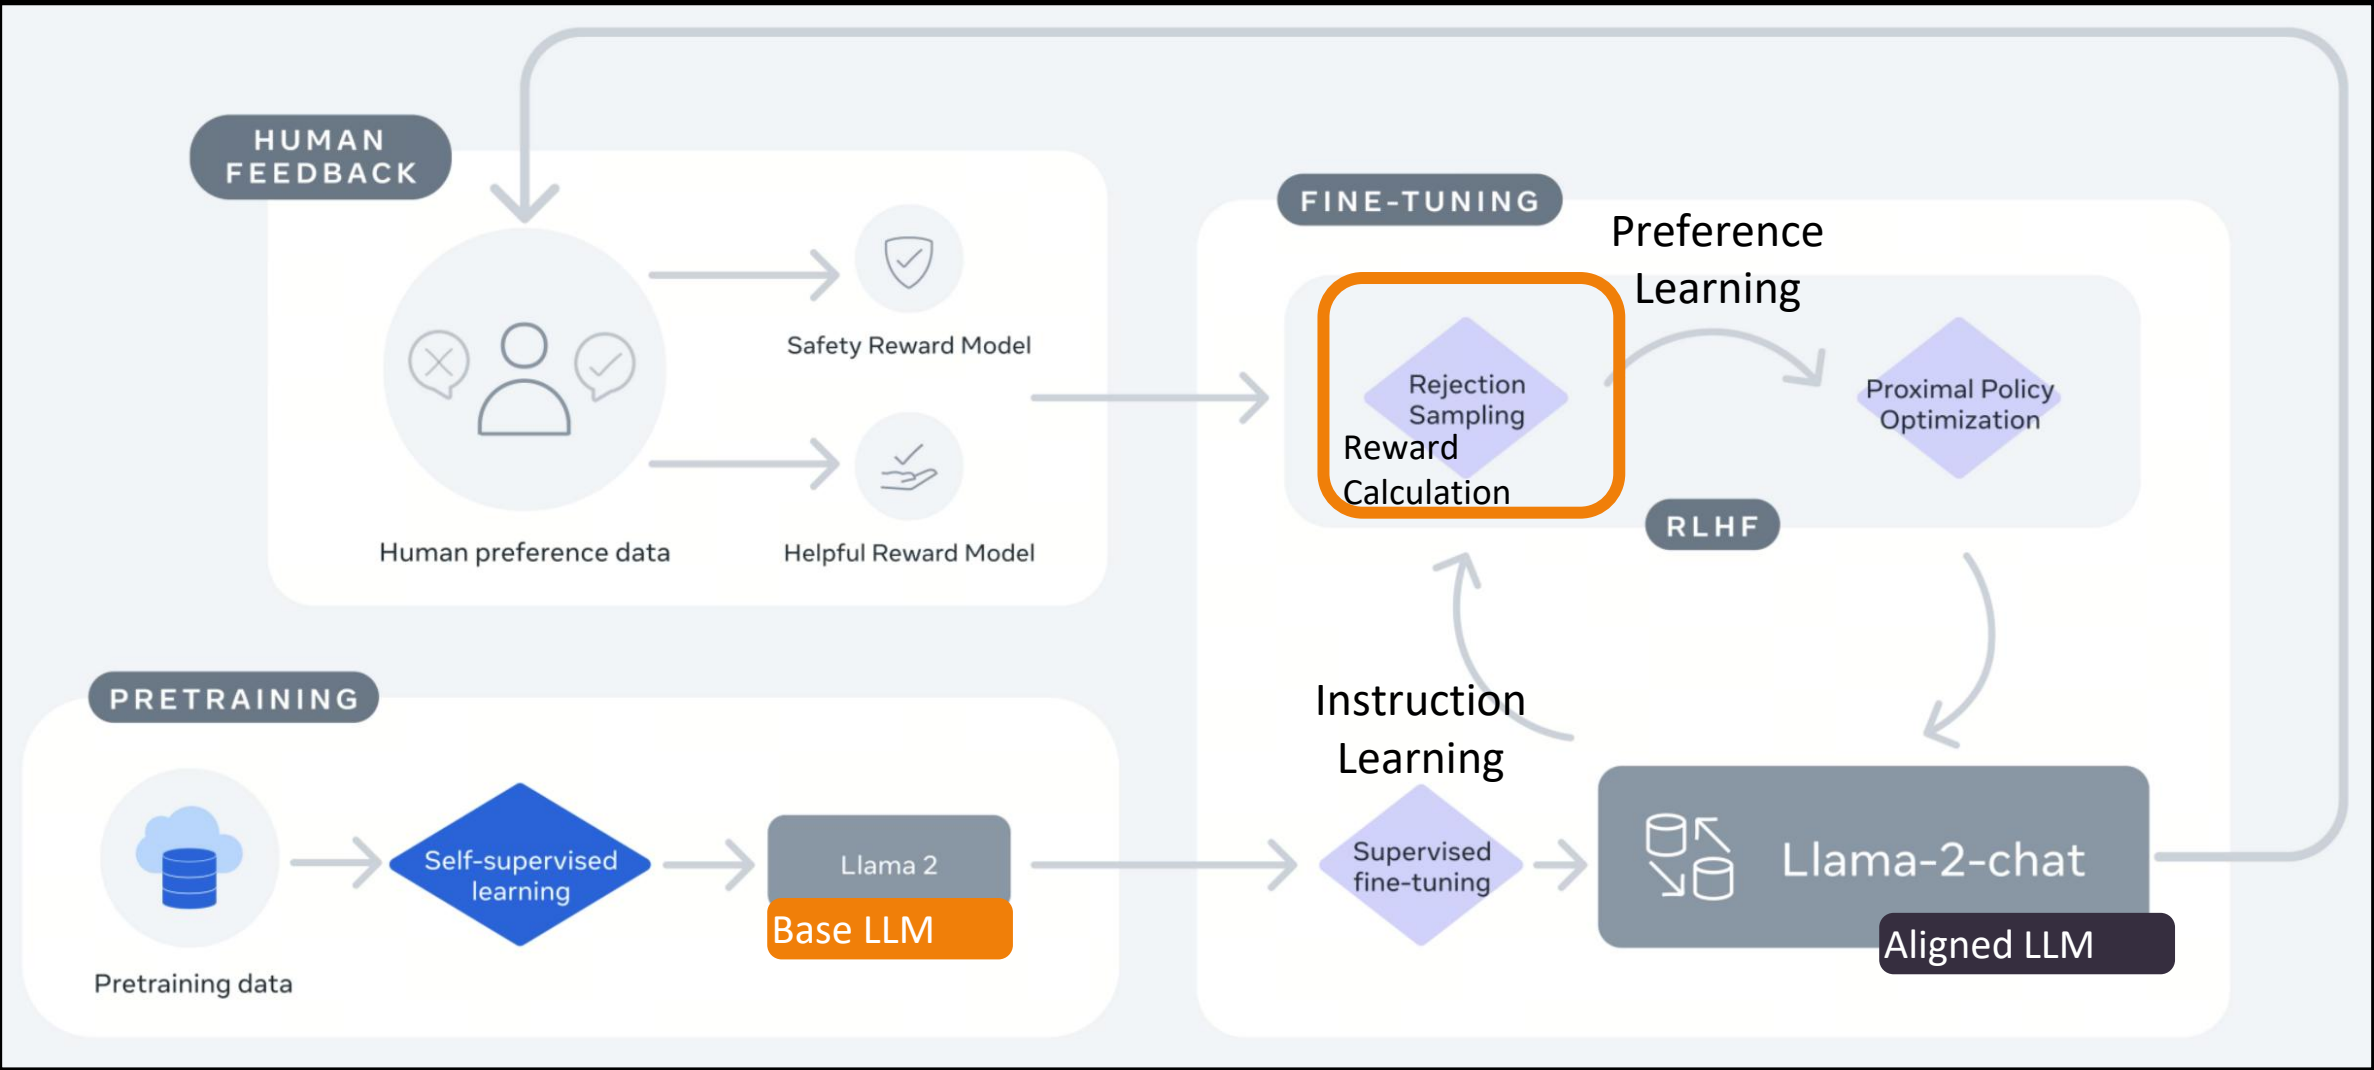 HUMAN
FEEDBACK
Safety Reward Model
Human preference data
Helpful Reward Model
FINE-TUNING
Preference
Learning
Rejection
Sampling
Reward
Calculation
Proximal Policy
Optimization
RLHF
PRETRAINING
Pretraining data
Self-supervised
learning
Llama 2
Base LLM
Instruction
Learning
Supervised
fine-tuning
Llama-2-chat
Aligned LLM